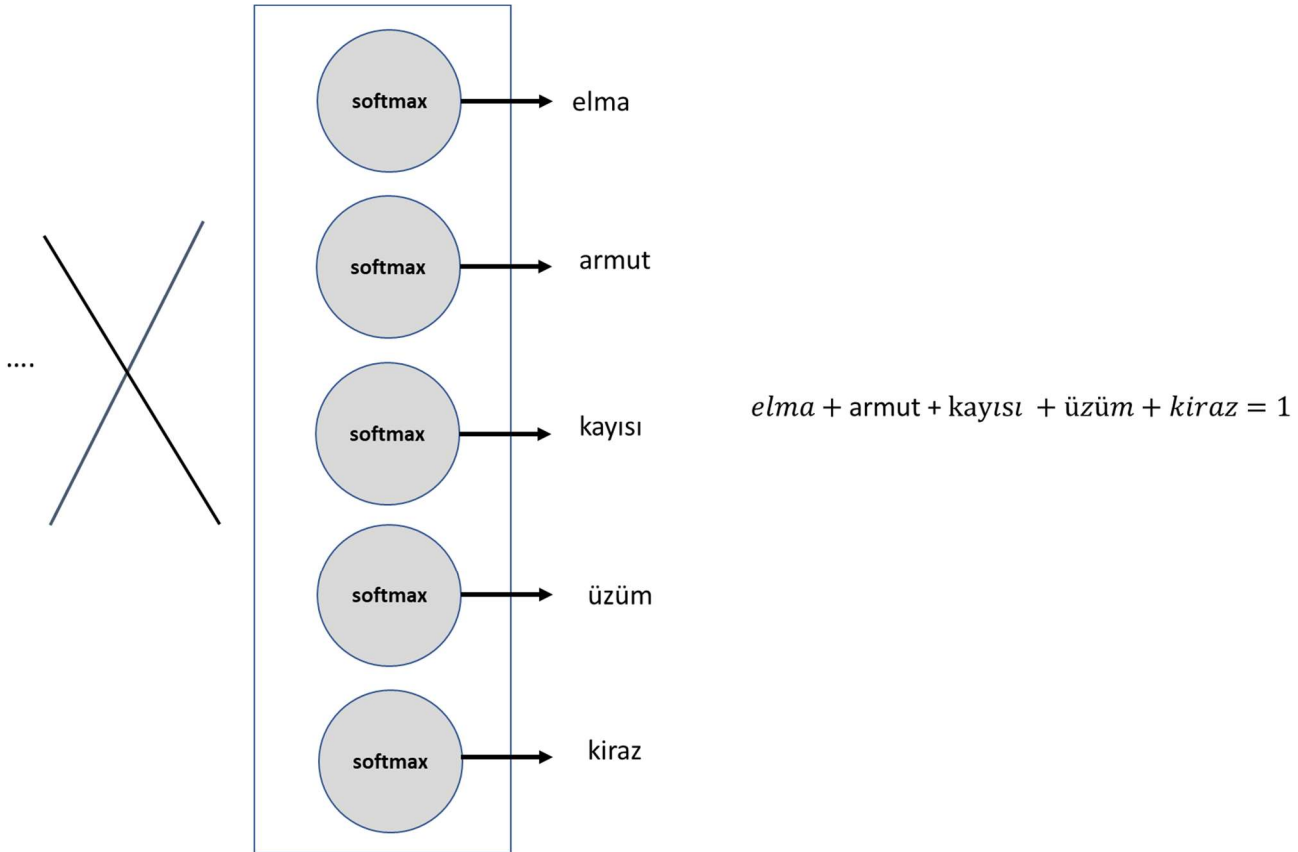 softmax
elma
softmax
armut
....
softmax
kayısı
elma + armut + kayısı + üzüm + kiraz = 1
softmax
üzüm
softmax
kiraz